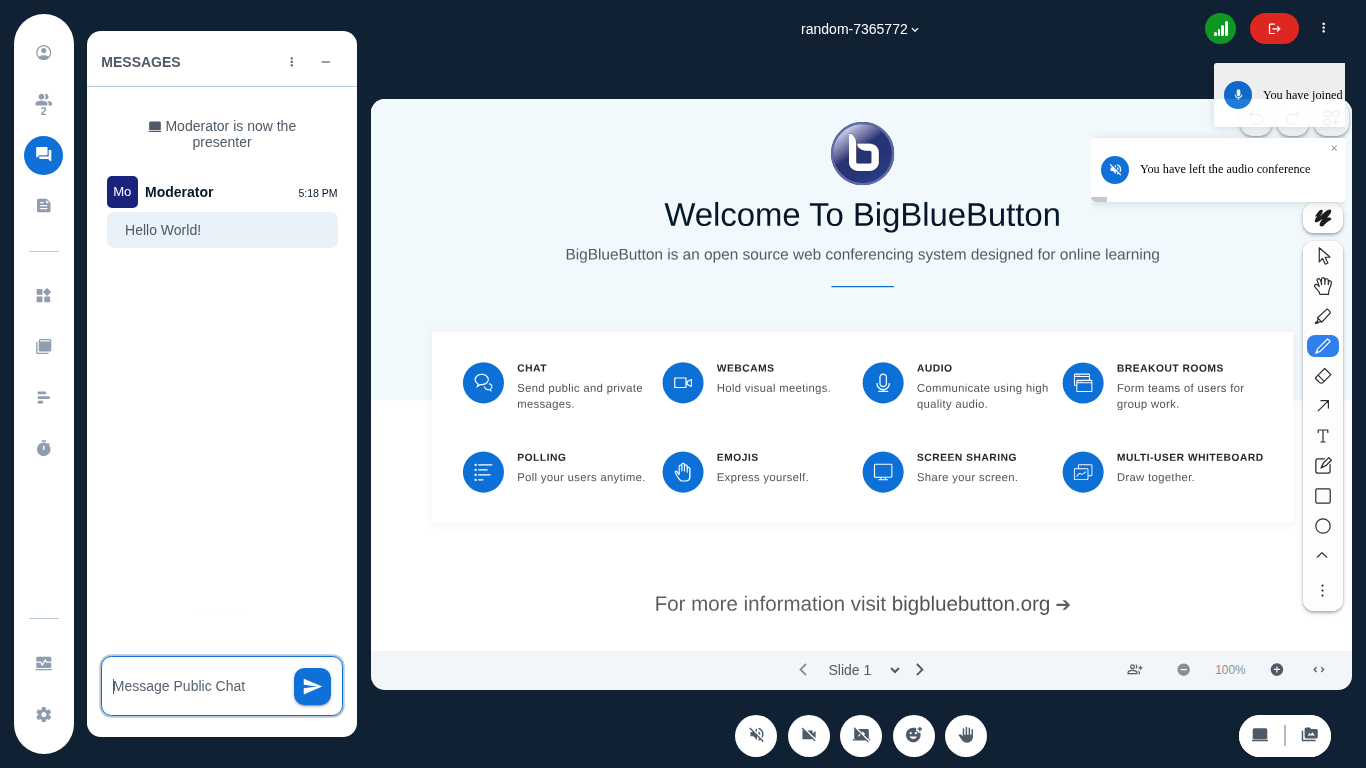 random-7365772
2
MESSAGES
Moderator is now the
presenter
Mo
Moderator
5:18 PM
Hello World!
Message Public Chat
You have joined
You have left the audio conference
Welcome To BigBlueButton
BigBlueButton is an open source web conferencing system designed for online learning
CHAT
Send public and private
messages.
WEBCAMS
Hold visual meetings.
AUDIO
Communicate using high
quality audio.
BREAKOUT ROOMS
Form teams of users for
group work.
POLLING
Poll your users anytime.
EMOJIS
Express yourself.
SCREEN SHARING
Share your screen.
MULTI-USER WHITEBOARD
Draw together.
For more information visit bigbluebutton.org ➔
Slide 1
100%